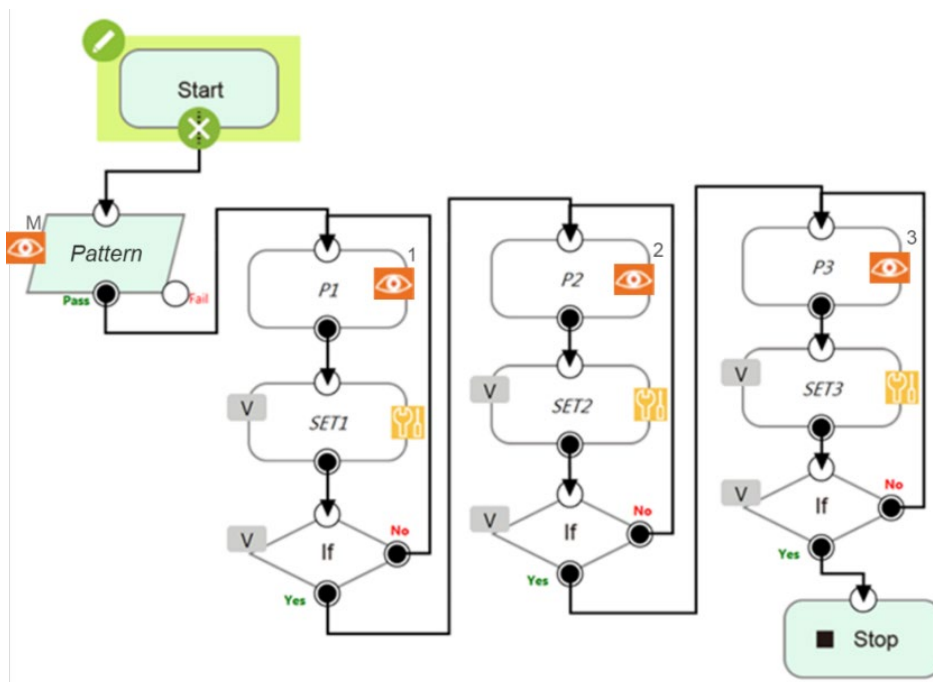 Start
M
Pattern
Pass
Fail
P1
1
V
SET1
V
If
No
Yes
P2
2
V
SET2
V
If
No
Yes
P3
3
V
SET3
V
If
No
Yes
Stop